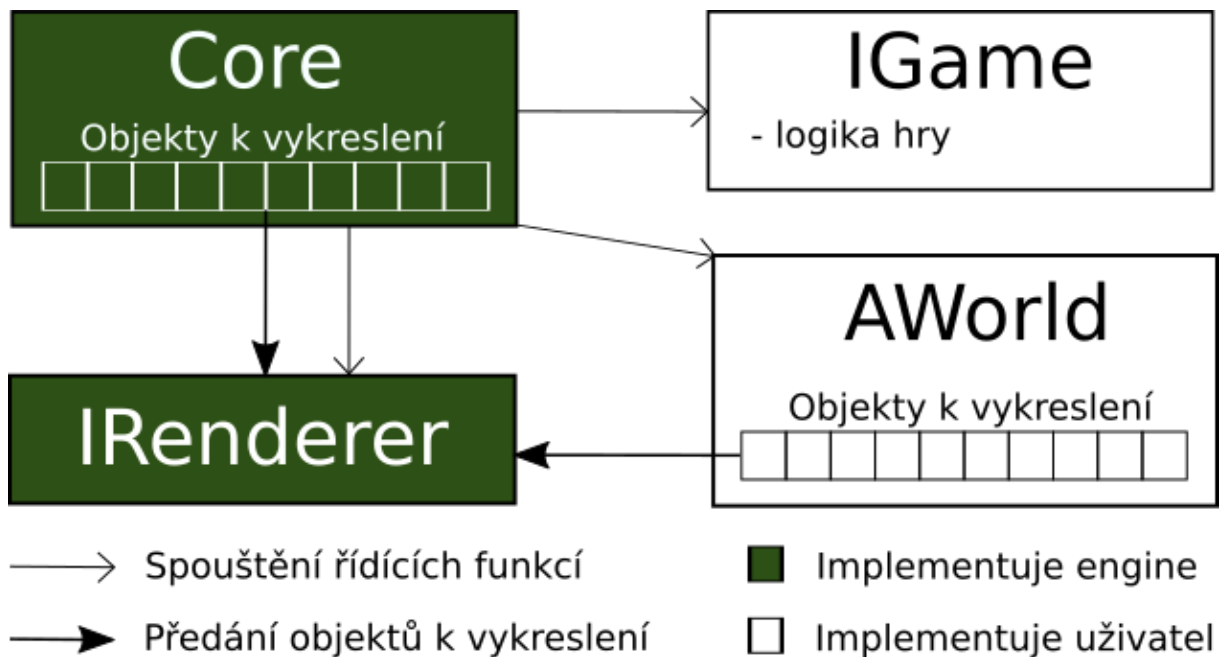 Core
Objekty k vykreslení
IGame
- logika hry
AWorld
Objekty k vykreslení
IRenderer
Spouštění řídících funkcí
Implementuje engine
Předání objektů k vykreslení
Implementuje uživatel